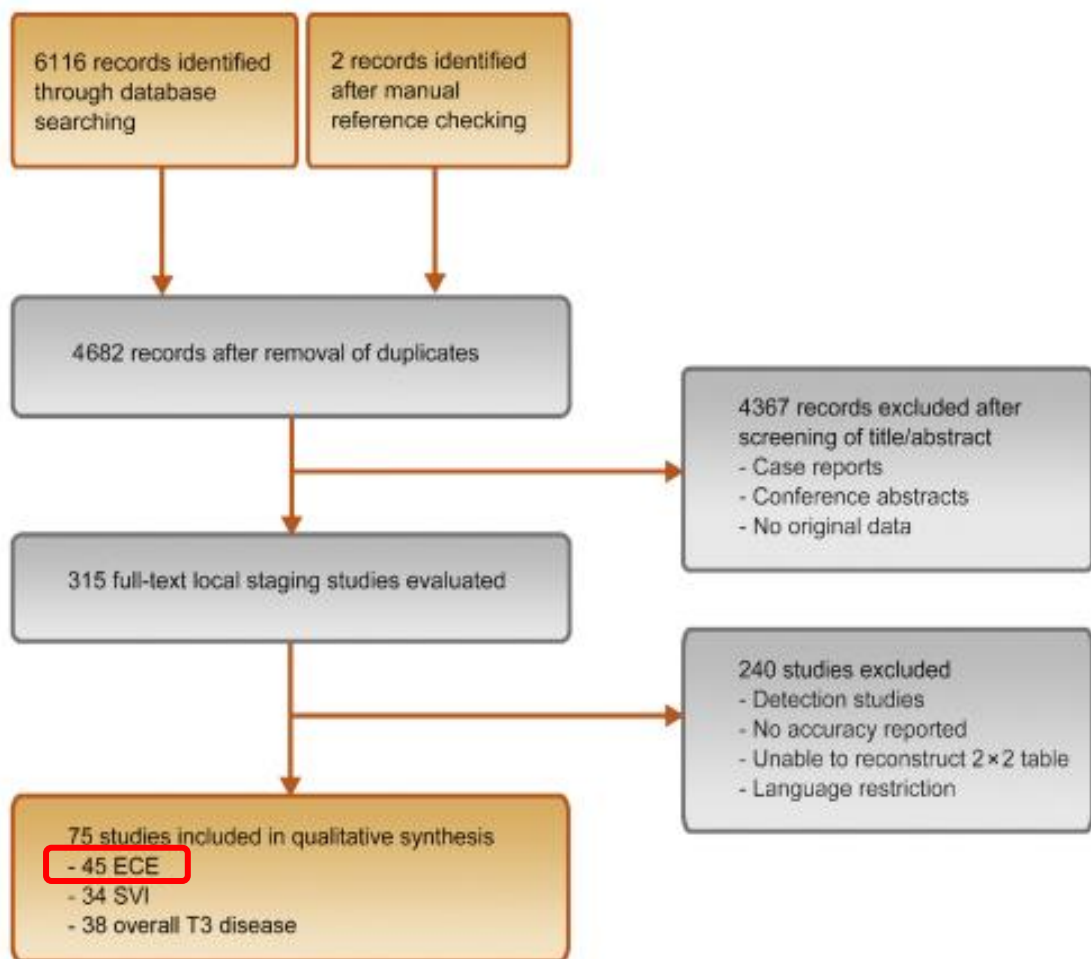 6116 records identified
through database
searching
2 records identified
after manual
reference checking
4682 records after removal of duplicates
4367 records excluded after
screening of title/abstract
- Case reports
- Conference abstracts
- No original data
315 full-text local staging studies evaluated
240 studies excluded
- Detection studies
- No accuracy reported
- Unable to reconstruct 2×2 table
- Language restriction
75 studies included in qualitative synthesis
- 45 ECE
- 34 SVI
- 38 overall T3 disease